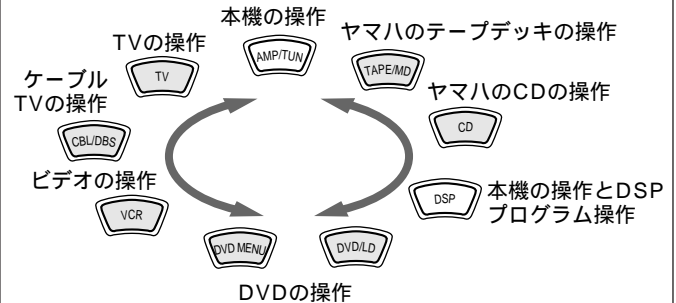 本機の操作
AMP/TUN
TVの操作
TV
ヤマハのテープデッキの操作
TAPE/MD
ケーブル
TVの操作
CBL/DBS
ヤマハのCDの操作
CD
ビデオの操作
VCR
DSP
本機の操作とDSP
プログラム操作
DVD MENU
DVD/LD
DVDの操作